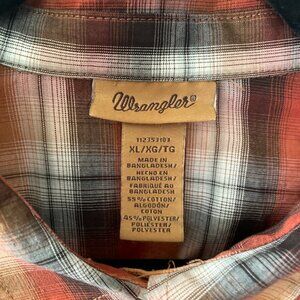 Wrangler®
112353103
XL/XG/TG
MADE IN
BANGLADESH/
HECHO EN
BANGLADESH/
FABRIQUÉ AU
BANGLADESH
55% COTTON/
ALGODÓN/
COTON
45% POLYESTER/
POLIÉSTER/
POLYESTER